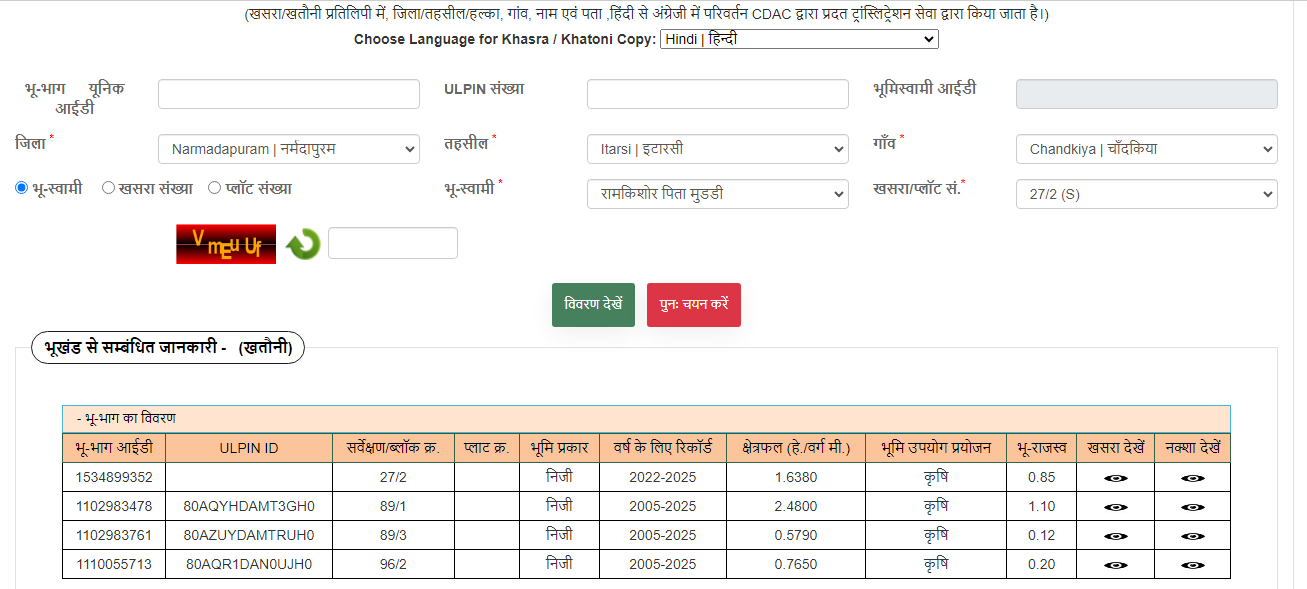 (खसरा/खतौनी प्रतिलिपी में, जिला/तहसील/हल्का, गांव, नाम एवं पता ,हिंदी से अंग्रेजी में परिवर्तन CDAC द्वारा प्रदत ट्रांस्लिट्रेशन सेवा द्वारा किया जाता है।)
Choose Language for Khasra / Khatoni Copy: Hindi | हिन्दी
भू-भाग यूनिक आईडी
ULPIN संख्या
भूमिस्वामी आईडी
जिला * Narmadapuram | नर्मदापुरम तहसील * Itarsi | इटारसी गाँव * Chandkiya | चाँदकिया
भू-स्वामी खसरा संख्या प्लॉट संख्या भू-स्वामी * रामकिशोर पिता मुडडी खसरा/प्लॉट सं.* 27/2 (S)
V mEu Uf
विवरण देखें पुनः चयन करें
भूखंड से सम्बंधित जानकारी - (खतौनी)
- भू-भाग का विवरण
भू-भाग आईडी ULPIN ID सर्वेक्षण/ब्लॉक क्र. प्लाट क्र. भूमि प्रकार वर्ष के लिए रिकॉर्ड क्षेत्रफल (हे./वर्ग मी.) भूमि उपयोग प्रयोजन भू-राजस्व खसरा देखें नक्शा देखें
1534899352 27/2 निजी 2022-2025 1.6380 कृषि 0.85
1102983478 80AQYHDAMT3GH0 89/1 निजी 2005-2025 2.4800 कृषि 1.10
1102983761 80AZUYDAMTRUH0 89/3 निजी 2005-2025 0.5790 कृषि 0.12
1110055713 80AQR1DAN0UJH0 96/2 निजी 2005-2025 0.7650 कृषि 0.20